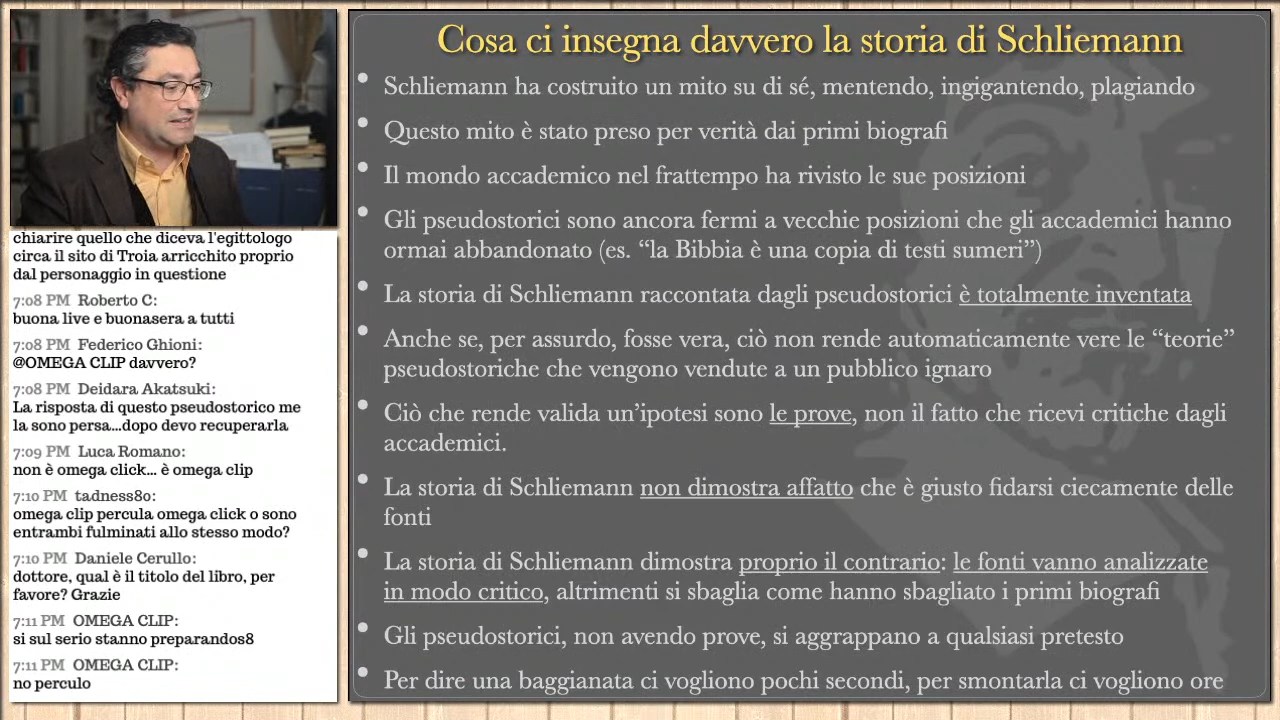 Cosa ci insegna davvero la storia di Schliemann
Schliemann ha costruito un mito su di sé, mentendo, ingigantendo, plagiando
Questo mito è stato preso per verità dai primi biografi
Il mondo accademico nel frattempo ha rivisto le sue posizioni
Gli pseudostorici sono ancora fermi a vecchie posizioni che gli accademici hanno
ormai abbandonato (es. “la Bibbia è una copia di testi sumeri”)
La storia di Schliemann raccontata dagli pseudostorici è totalmente inventata
Anche se, per assurdo, fosse vera, ciò non rende automaticamente vere le “teorie”
pseudostoriche che vengono vendute a un pubblico ignaro
Ciò che rende valida un’ipotesi sono le prove, non il fatto che ricevi critiche dagli
accademici.
La storia di Schliemann non dimostra affatto che è giusto fidarsi ciecamente delle
fonti
La storia di Schliemann dimostra proprio il contrario: le fonti vanno analizzate
in modo critico, altrimenti si sbaglia come hanno sbagliato i primi biografi
Gli pseudostorici, non avendo prove, si aggrappano a qualsiasi pretesto
Per dire una baggianata ci vogliono pochi secondi, per smontarla ci vogliono ore
chiarire quello che diceva l'egittologo
circa il sito di Troia arricchito proprio
dal personaggio in questione
7:08 PM Roberto C:
buona live e buonasera a tutti
7:08 PM Federico Ghioni:
@OMEGA CLIP davvero?
7:08 PM Deidara Akatsuki:
La risposta di questo pseudostorico me
la sono persa...dopo devo recuperarla
7:09 PM Luca Romano:
non è omega click... è omega clip
7:10 PM tadness80:
omega clip percula omega click o sono
entrambi fulminati allo stesso modo?
7:10 PM Daniele Cerullo:
dottore, qual è il titolo del libro, per
favore? Grazie
7:11 PM OMEGA CLIP:
si sul serio stanno preparandos8
7:11 PM OMEGA CLIP:
no perculo